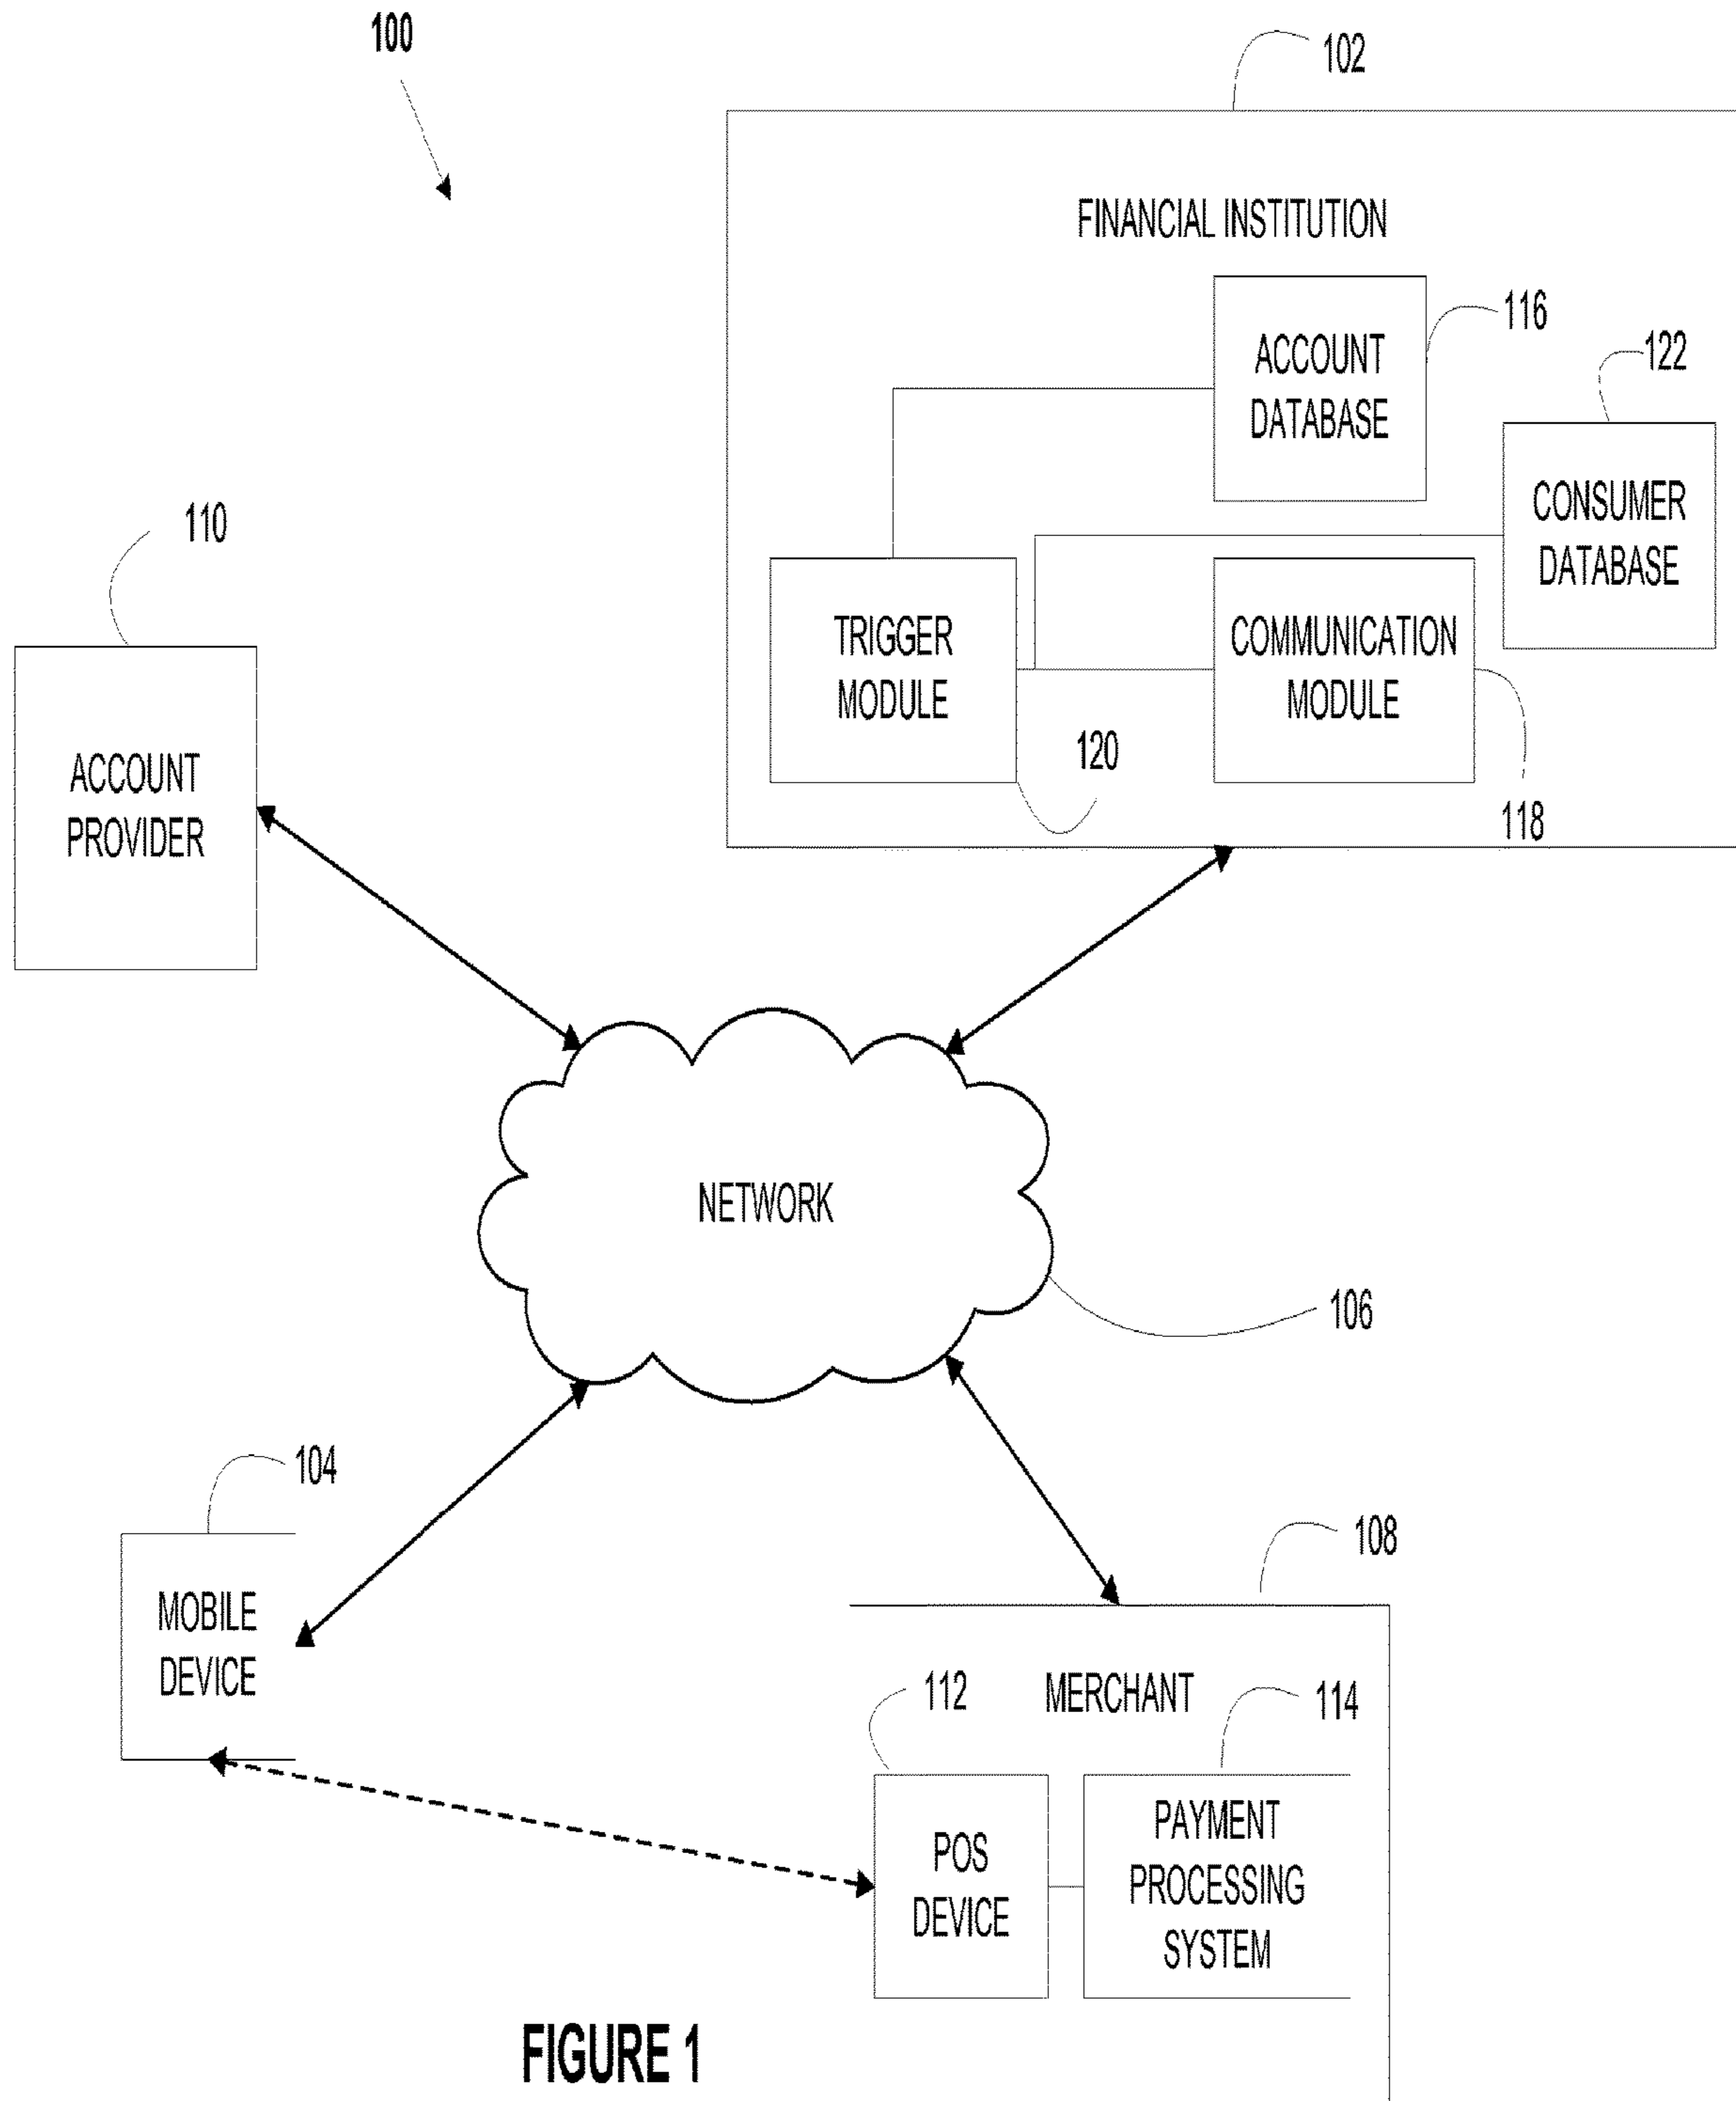 100
102
FINANCIAL INSTITUTION
116
ACCOUNT
DATABASE
122
CONSUMER
DATABASE
110
TRIGGER
MODULE
COMMUNICATION
MODULE
120
118
ACCOUNT
PROVIDER
NETWORK
106
104
MOBILE
DEVICE
108
MERCHANT
112
114
POS
DEVICE
PAYMENT
PROCESSING
SYSTEM
FIGURE 1